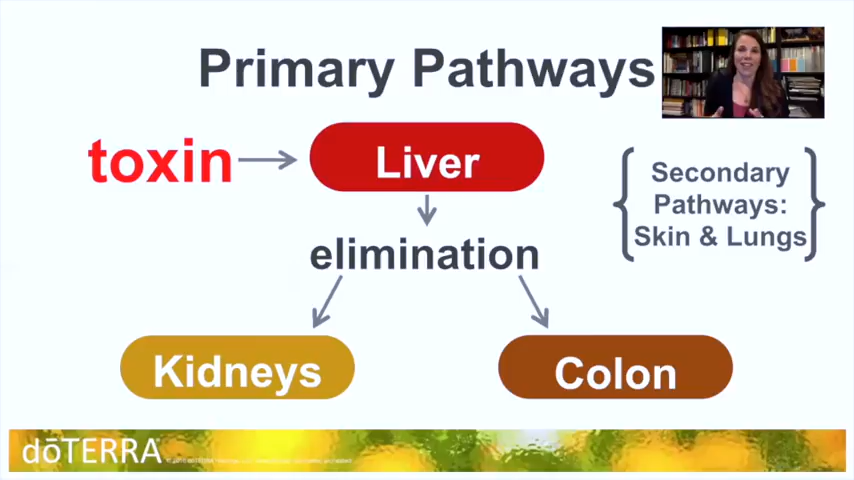 Primary Pathways
toxin
Liver
Secondary
Pathways:
Skin & Lungs
elimination
Kidneys
Colon
dōTERRA